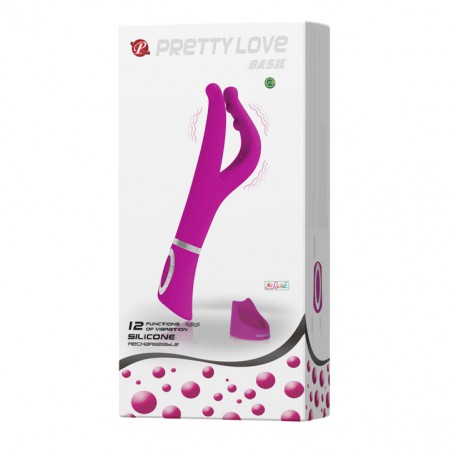 PRETTY LOVE
BASIL
12 FUNCTIONS
OF VIBRATION
SILICONE
RECHARGEABLE